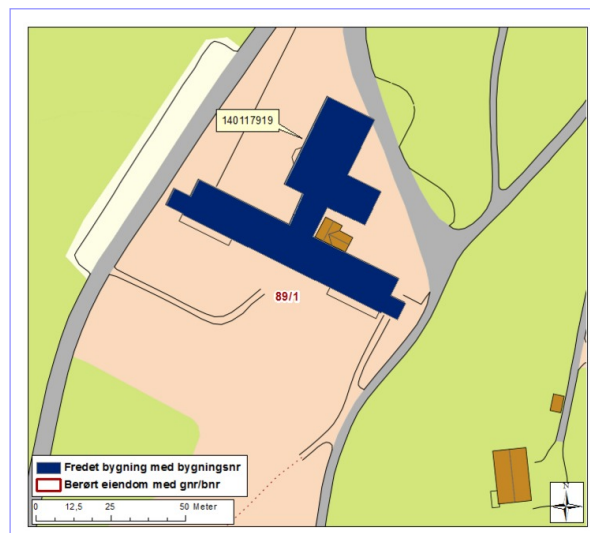 140117919
89/1
Fredet bygning med bygningsnr
Berørt eiendom med gnr/bnr
0 12,5 25 50 Meter
N